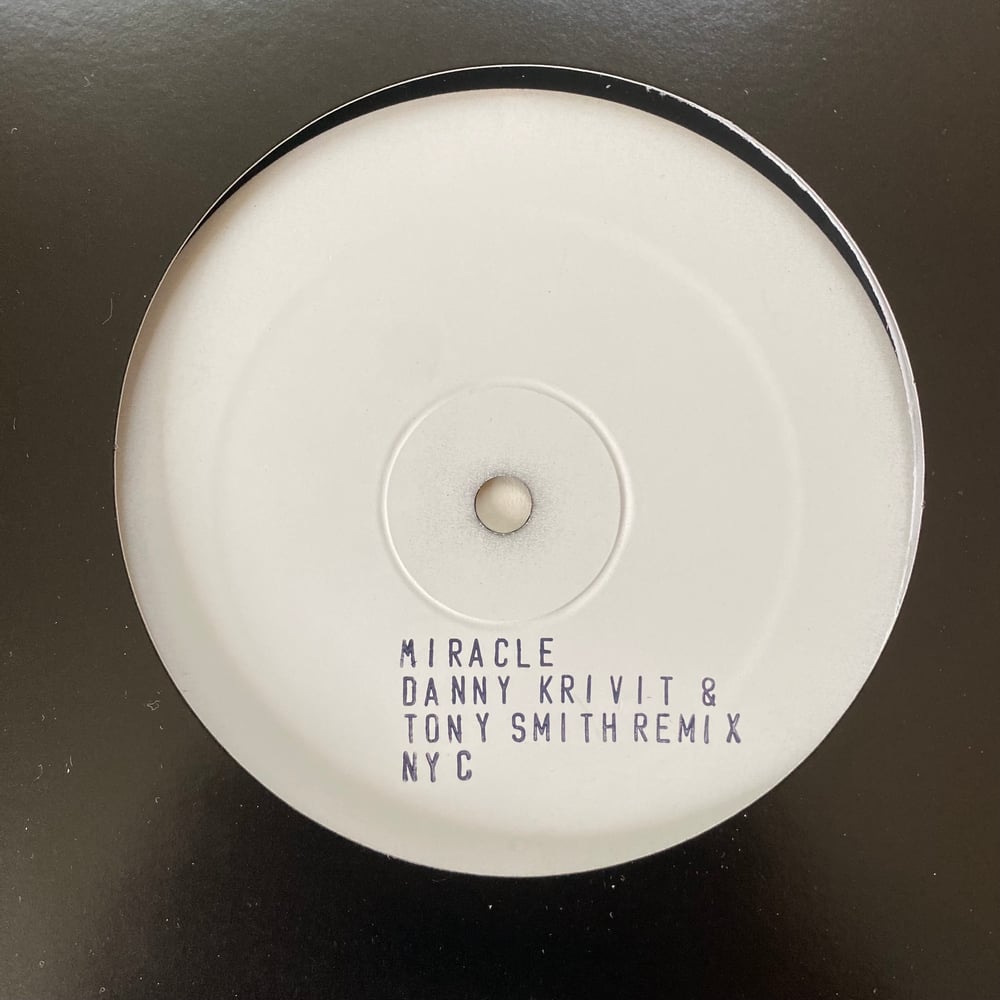 MIRACLE
DANNY KRIVIT &
TONY SMITH REMIX
NYC